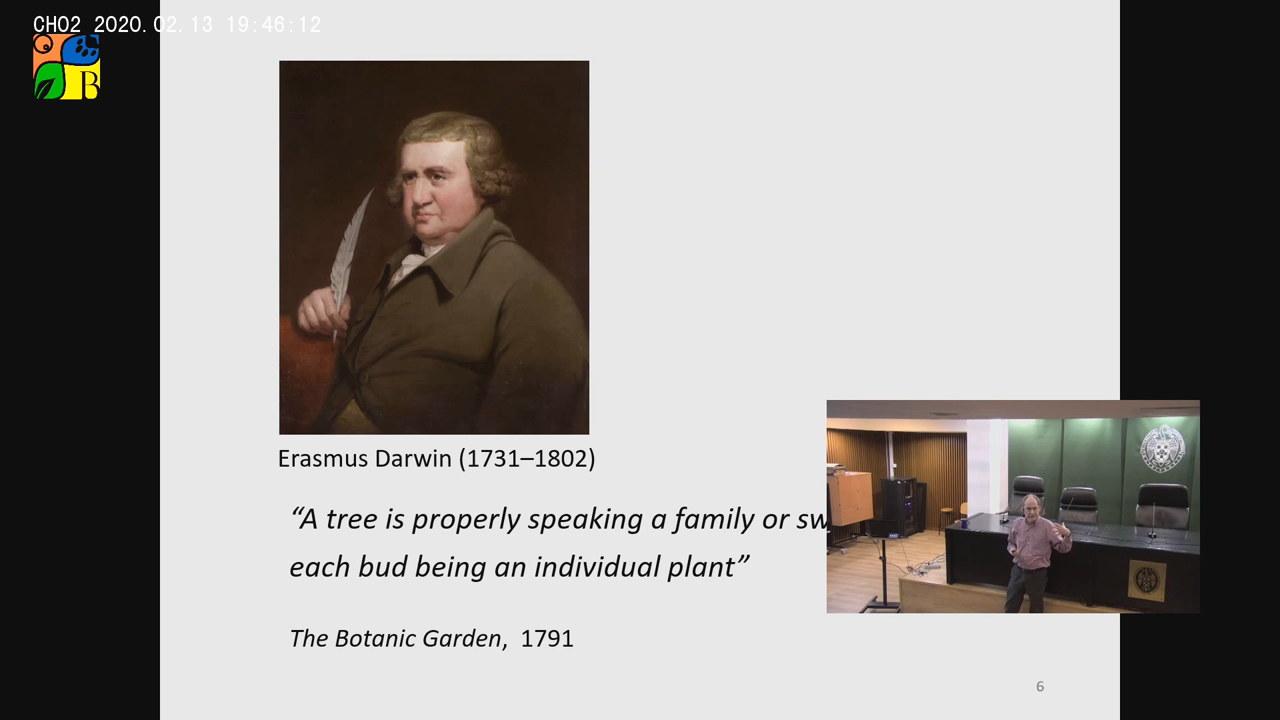 CH02 2020.02.13 19:46:12
B
Erasmus Darwin (1731–1802)
“A tree is properly speaking a family or
each bud being an individual plant”
The Botanic Garden, 1791
6